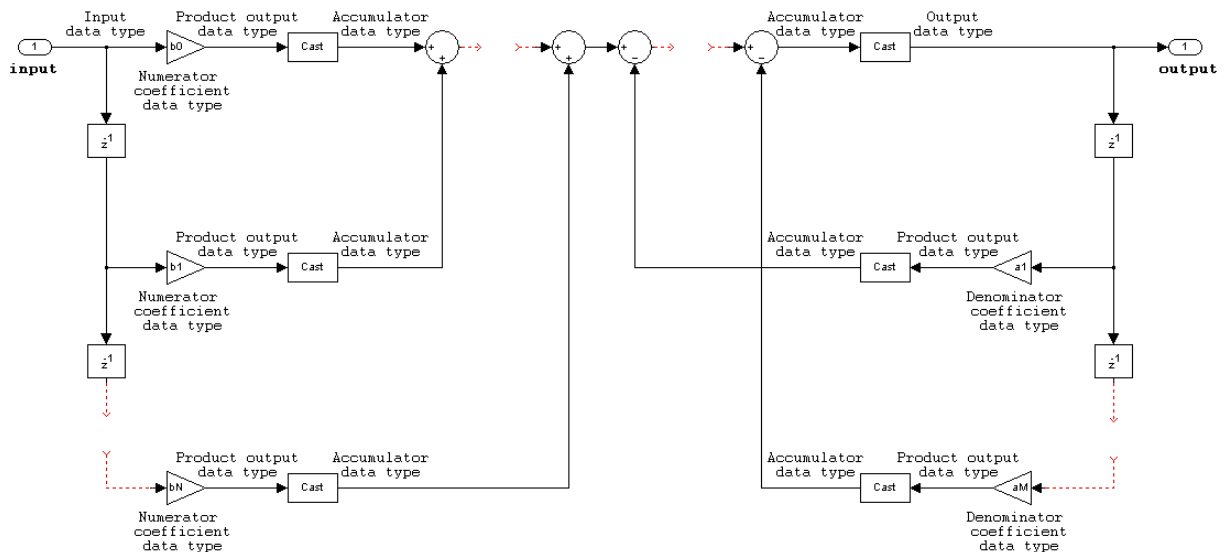 Input
data type
Product output
data type
Accumulator
data type
Accumulator
data type
Output
data type
1
b0
Cast
+
+
+
+
+
−
+
−
Cast
1
input
output
Numerator
coefficient
data type
z-1
z-1
Product output
data type
Accumulator
data type
Accumulator
data type
Product output
data type
b1
Cast
Cast
a1
Numerator
coefficient
data type
Denominator
coefficient
data type
z-1
z-1
Product output
data type
Accumulator
data type
Accumulator
data type
Product output
data type
bN
Cast
Cast
aM
Numerator
coefficient
data type
Denominator
coefficient
data type